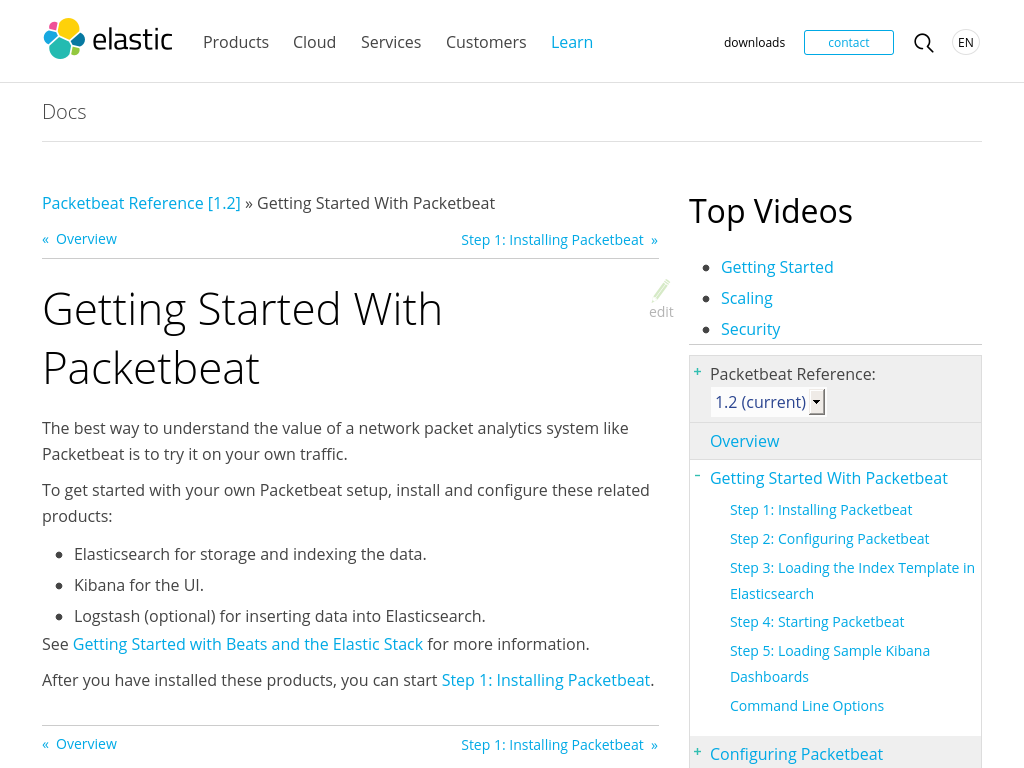 elastic
Products Cloud Services Customers Learn downloads contact EN
Docs
Packetbeat Reference [1.2] » Getting Started With Packetbeat
« Overview Step 1: Installing Packetbeat »
Getting Started With
Packetbeat
edit
The best way to understand the value of a network packet analytics system like
Packetbeat is to try it on your own traffic.
To get started with your own Packetbeat setup, install and configure these related
products:
Elasticsearch for storage and indexing the data.
Kibana for the UI.
Logstash (optional) for inserting data into Elasticsearch.
See Getting Started with Beats and the Elastic Stack for more information.
After you have installed these products, you can start Step 1: Installing Packetbeat.
« Overview Step 1: Installing Packetbeat »
Top Videos
Getting Started
Scaling
Security
+ Packetbeat Reference:
1.2 (current)
Overview
- Getting Started With Packetbeat
Step 1: Installing Packetbeat
Step 2: Configuring Packetbeat
Step 3: Loading the Index Template in
Elasticsearch
Step 4: Starting Packetbeat
Step 5: Loading Sample Kibana
Dashboards
Command Line Options
+ Configuring Packetbeat